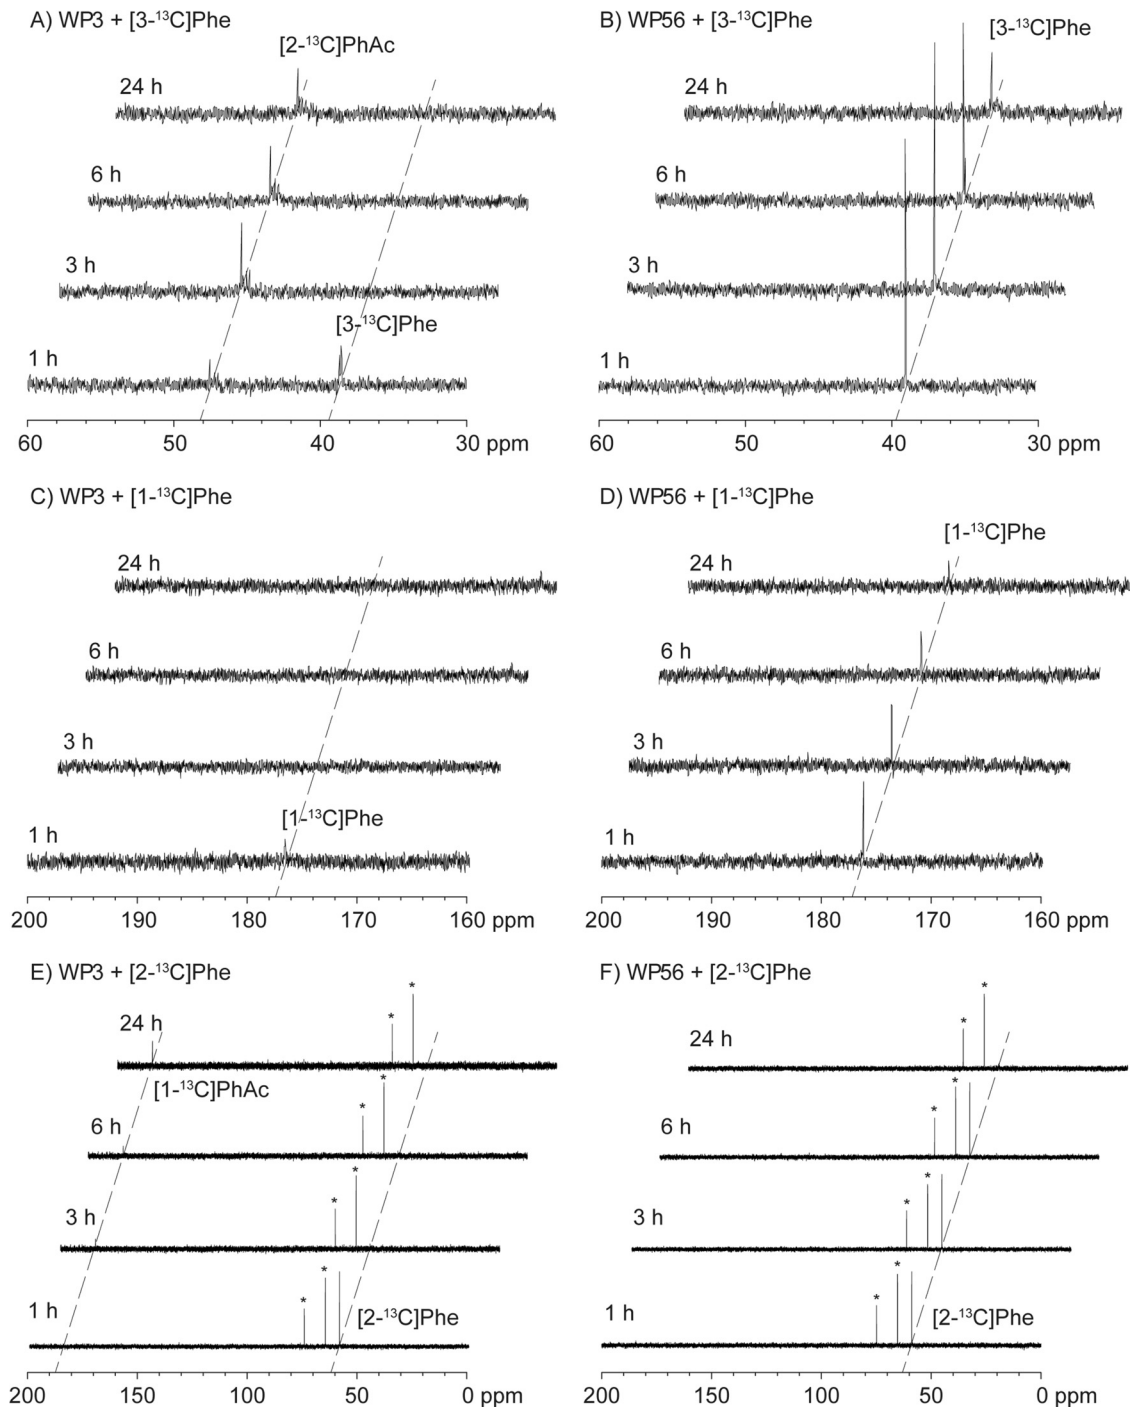 A) WP3 + [3-¹³C]Phe
[2-¹³C]PhAc
24 h
6 h
3 h
[3-¹³C]Phe
1 h
60 50 40 30 ppm
B) WP56 + [3-¹³C]Phe
[3-¹³C]Phe
24 h
6 h
3 h
1 h
60 50 40 30 ppm
C) WP3 + [1-¹³C]Phe
24 h
6 h
3 h
[1-¹³C]Phe
1 h
200 190 180 170 160 ppm
D) WP56 + [1-¹³C]Phe
[1-¹³C]Phe
24 h
6 h
3 h
1 h
200 190 180 170 160 ppm
E) WP3 + [2-¹³C]Phe
* *
24 h
[1-¹³C]PhAc
* *
6 h
* *
3 h
* *
1 h
[2-¹³C]Phe
200 150 100 50 0 ppm
F) WP56 + [2-¹³C]Phe
* *
24 h
* *
6 h
* *
3 h
* *
1 h
[2-¹³C]Phe
200 150 100 50 0 ppm